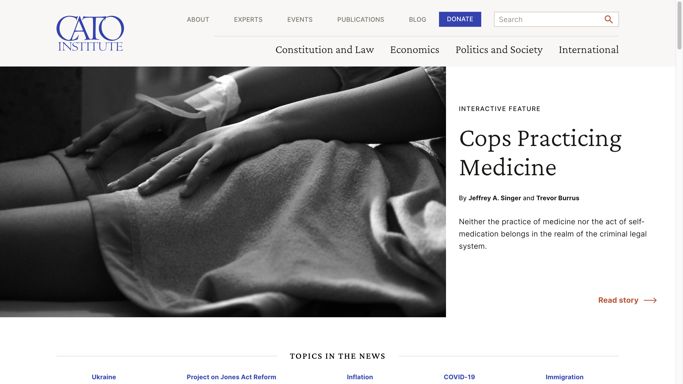 CATO
INSTITUTE
ABOUT EXPERTS EVENTS PUBLICATIONS BLOG DONATE Search
Constitution and Law Economics Politics and Society International
INTERACTIVE FEATURE
Cops Practicing
Medicine
By Jeffrey A. Singer and Trevor Burrus
Neither the practice of medicine nor the act of self-
medication belongs in the realm of the criminal legal
system.
Read story
TOPICS IN THE NEWS
Ukraine Project on Jones Act Reform Inflation COVID-19 Immigration